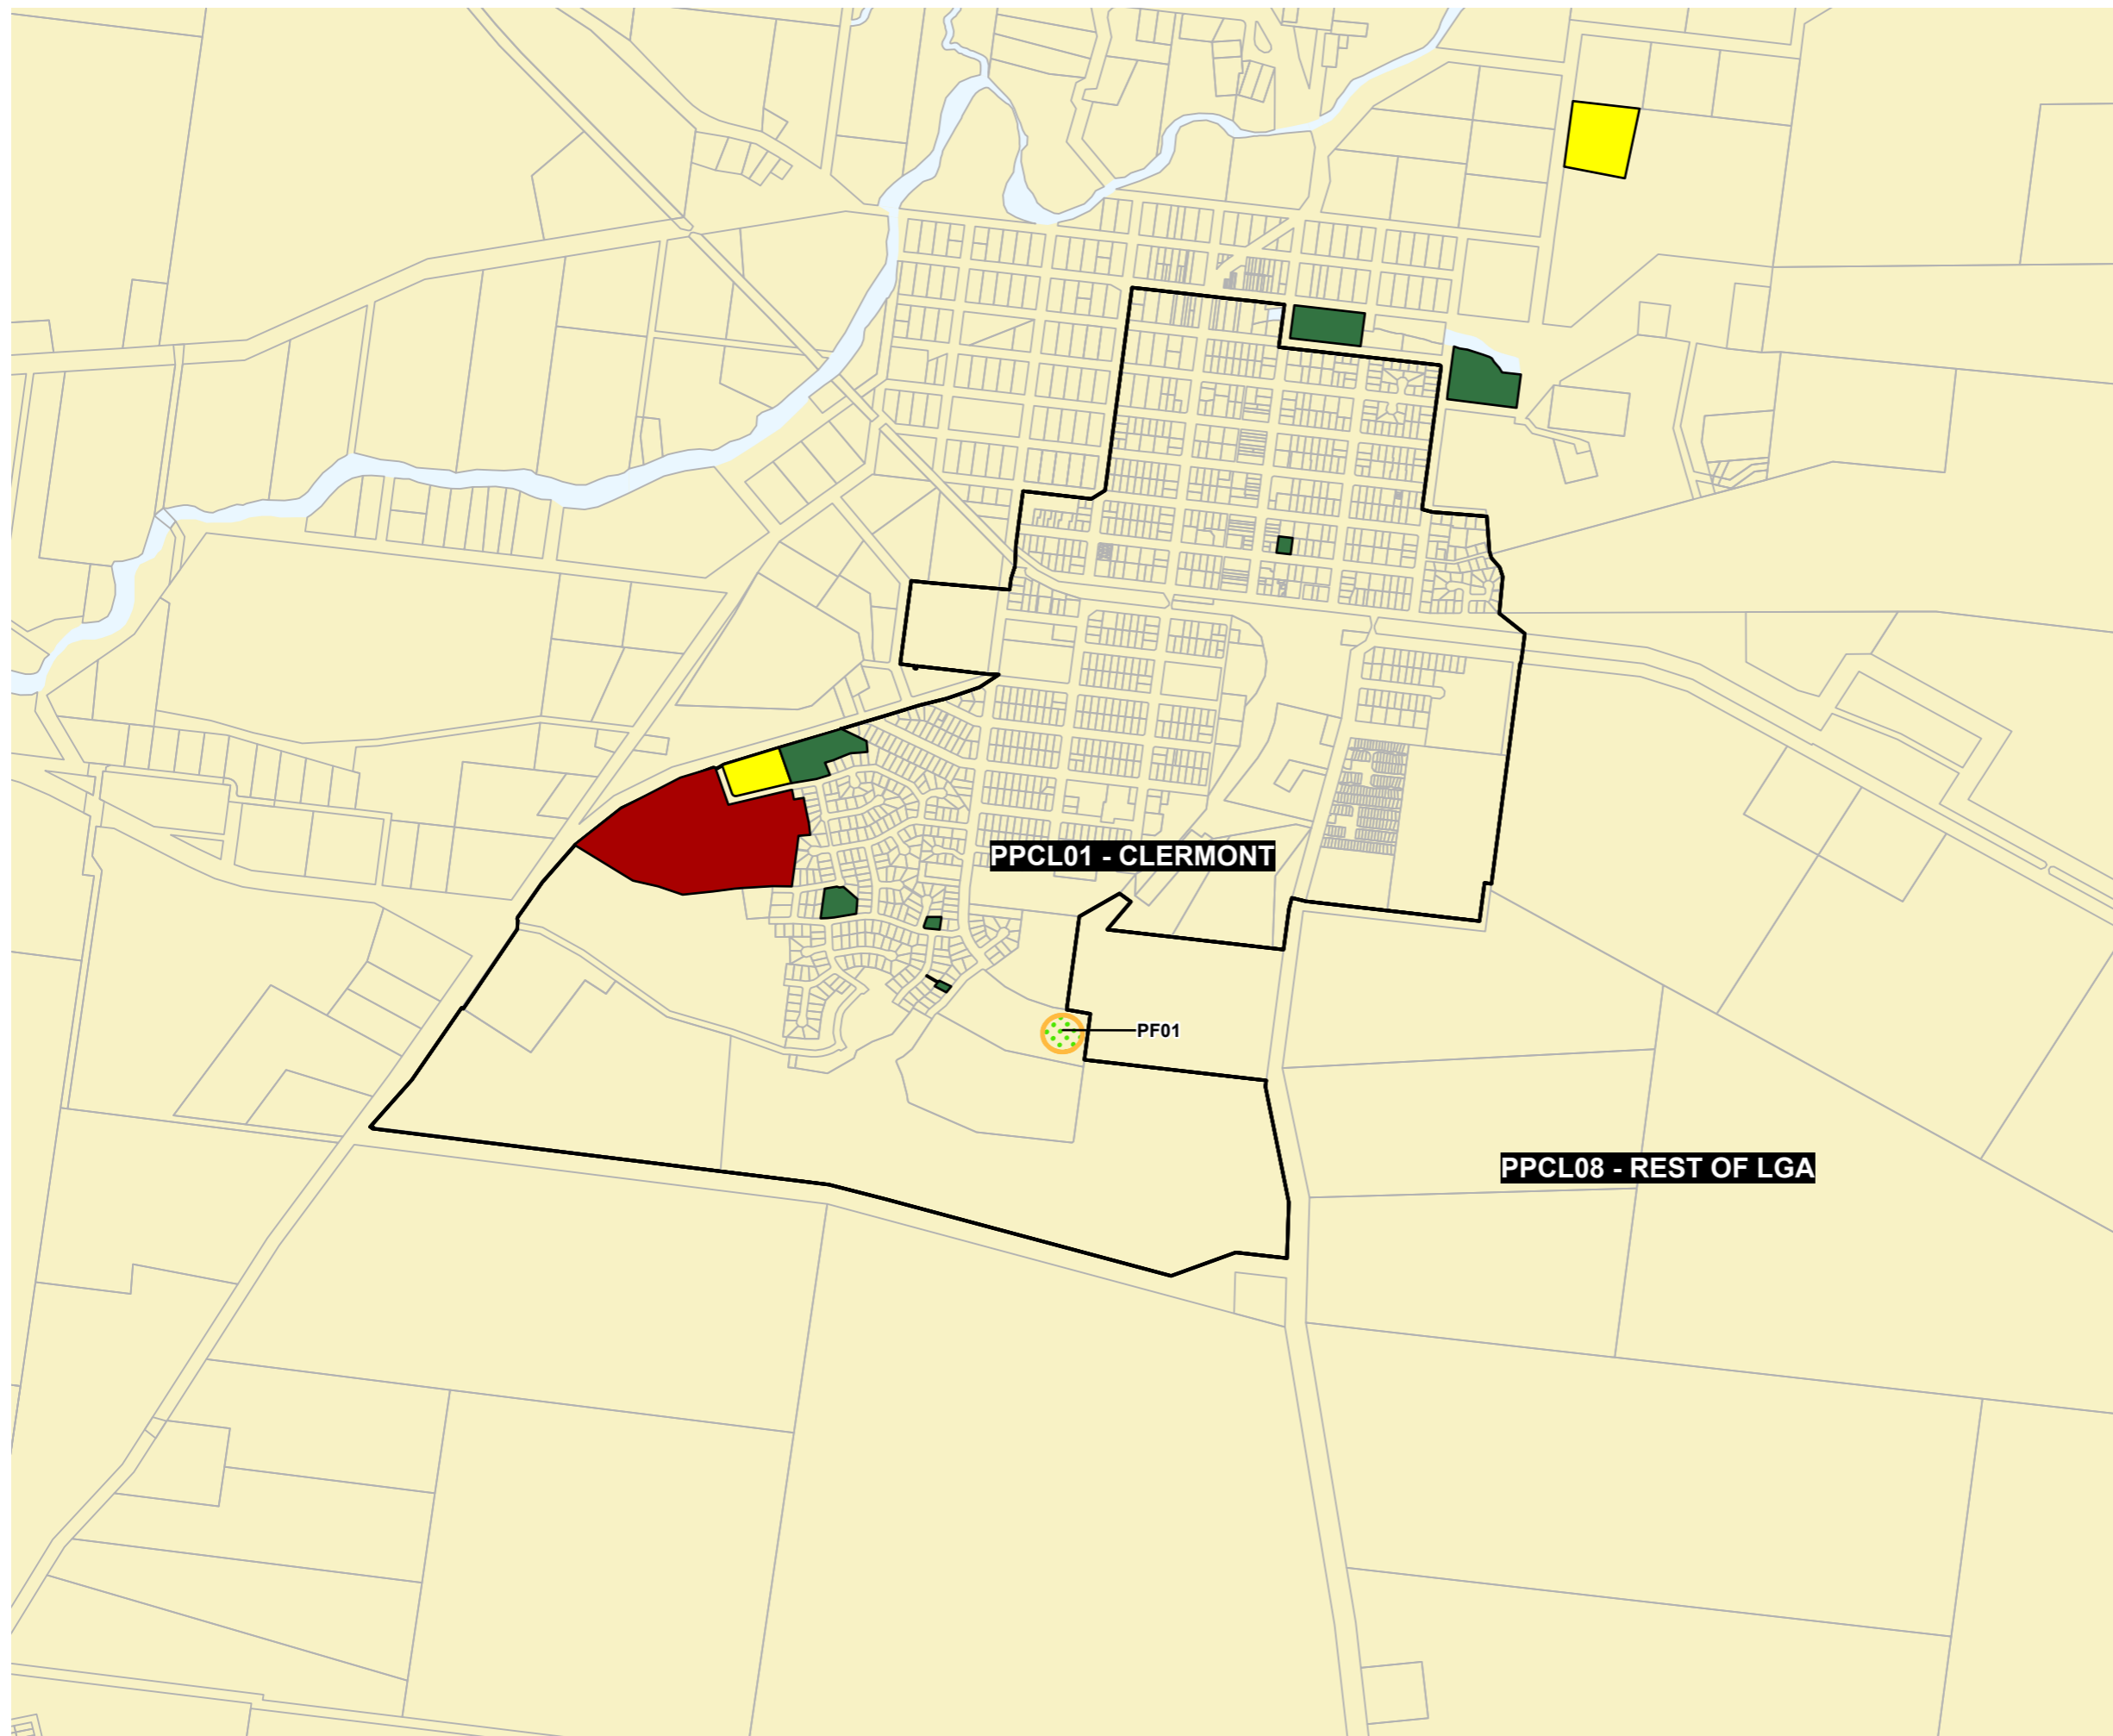 PPCL01 - CLERMONT
PF01
PPCL08 - REST OF LGA